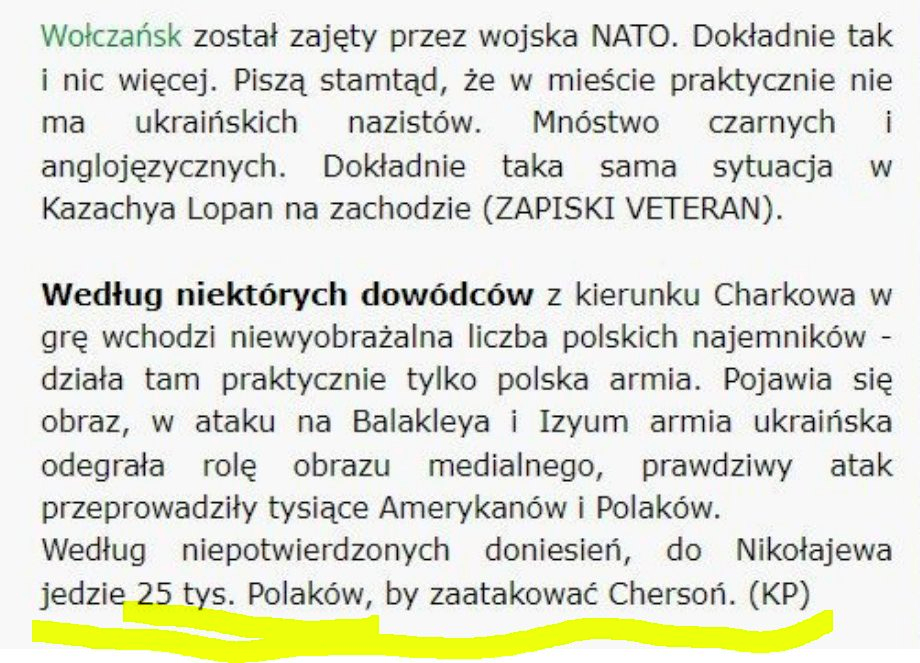 Wołczańsk został zajęty przez wojska NATO. Dokładnie tak
i nic więcej. Piszą stamtąd, że w mieście praktycznie nie
ma ukraińskich nazistów. Mnóstwo czarnych i
anglojęzycznych. Dokładnie taka sama sytuacja w
Kazachya Lopan na zachodzie (ZAPISKI VETERAN).
Według niektórych dowódców z kierunku Charkowa w
grę wchodzi niewyobrażalna liczba polskich najemników -
działa tam praktycznie tylko polska armia. Pojawia się
obraz, w ataku na Balakleya i Izyum armia ukraińska
odegrała rolę obrazu medialnego, prawdziwy atak
przeprowadziły tysiące Amerykanów i Polaków.
Według niepotwierdzonych doniesień, do Nikołajewa
jedzie 25 tys. Polaków, by zaatakować Chersoń. (KP)